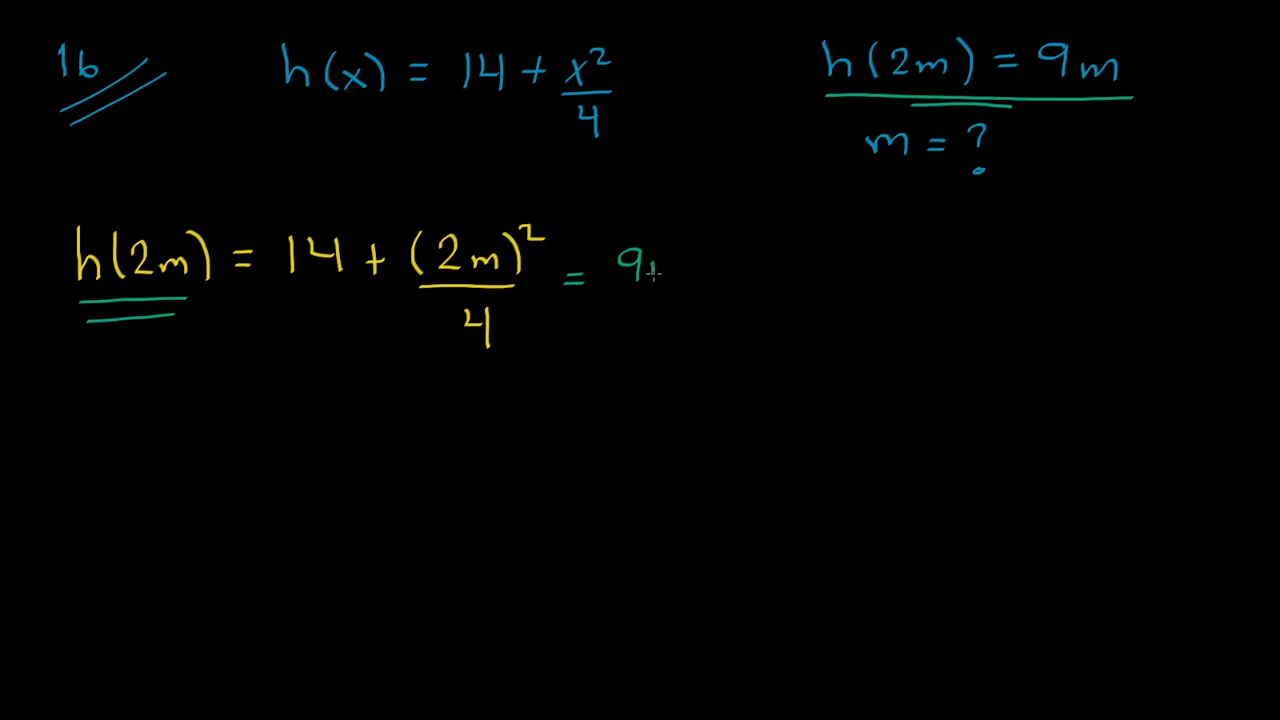 16
h(x) = 14 + x²/4
h(2m) = 9m
m = ?
h(2m) = 14 + (2m)²/4 = 9